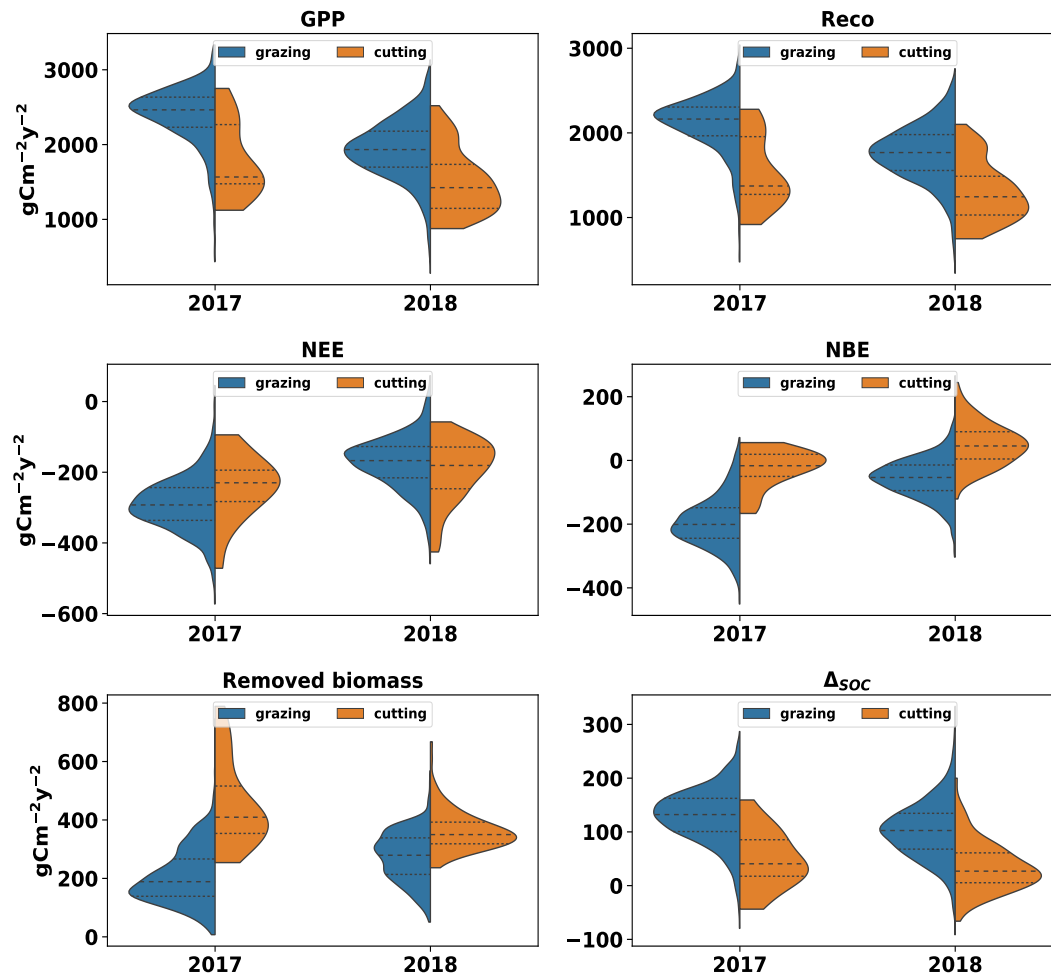 GPP
grazing cutting
gCm⁻²y⁻²
3000
2000
1000
2017 2018
Reco
grazing cutting
3000
2000
1000
2017 2018
NEE
grazing cutting
gCm⁻²y⁻²
0
−200
−400
−600
2017 2018
NBE
grazing cutting
200
0
−200
−400
2017 2018
Removed biomass
grazing cutting
gCm⁻²y⁻²
800
600
400
200
0
2017 2018
Δ_SOC
grazing cutting
300
200
100
0
−100
2017 2018